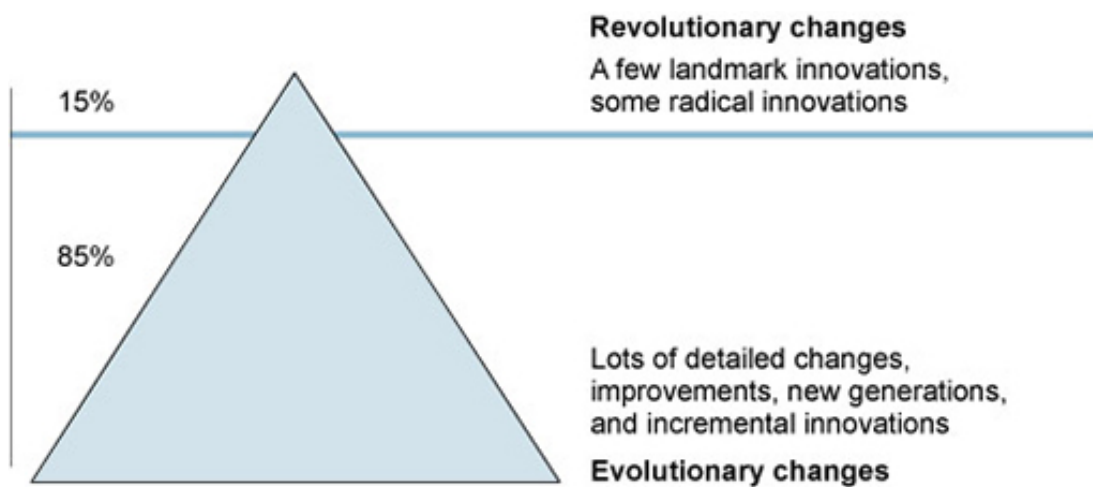 Revolutionary changes
A few landmark innovations,
some radical innovations
15%
85%
Lots of detailed changes,
improvements, new generations,
and incremental innovations
Evolutionary changes